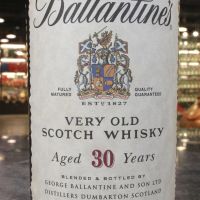 Ballantine's
FULLY MATURED
QUALITY GUARANTEED
ESTD 1827
VERY OLD
SCOTCH WHISKY
Aged 30 Years
BLENDED & BOTTLED BY
GEORGE BALLANTINE AND SON LTD
DISTILLERS DUMBARTON SCOTLAND